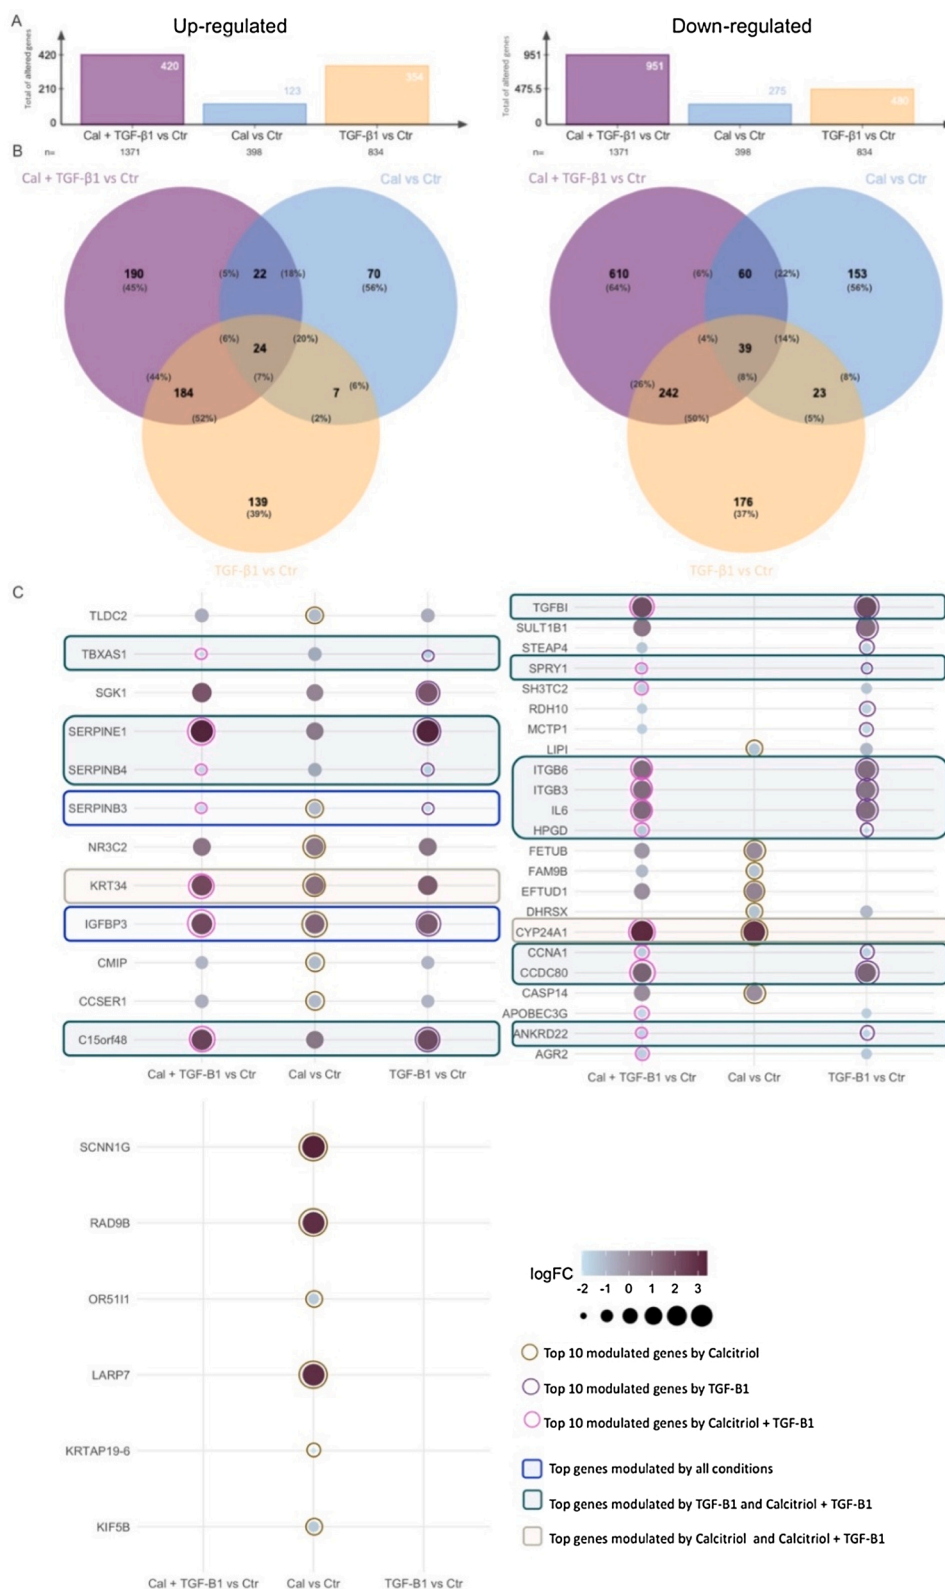 A
Up-regulated
Down-regulated
Total of altered genes
420
210
0
420
123
354
Cal + TGF-β1 vs Ctr
Cal vs Ctr
TGF-β1 vs Ctr
n=
1371
398
834
Total of altered genes
951
475.5
0
951
275
480
Cal + TGF-β1 vs Ctr
Cal vs Ctr
TGF-β1 vs Ctr
n=
1371
398
834
B
Cal + TGF-β1 vs Ctr
Cal vs Ctr
190
(45%)
(5%)
22
(18%)
70
(56%)
(6%)
(20%)
24
(7%)
(44%)
184
(52%)
7
(6%)
(2%)
139
(39%)
TGF-β1 vs Ctr
Cal + TGF-β1 vs Ctr
Cal vs Ctr
610
(64%)
(6%)
60
(22%)
153
(56%)
(4%)
(14%)
39
(8%)
(26%)
242
(50%)
23
(8%)
(5%)
176
(37%)
TGF-β1 vs Ctr
C
TLDC2
TBXAS1
SGK1
SERPINE1
SERPINB4
SERPINB3
NR3C2
KRT34
IGFBP3
CMIP
CCSER1
C15orf48
Cal + TGF-B1 vs Ctr
Cal vs Ctr
TGF-B1 vs Ctr
TGFBI
SULT1B1
STEAP4
SPRY1
SH3TC2
RDH10
MCTP1
LIPI
ITGB6
ITGB3
IL6
HPGD
FETUB
FAM9B
EFTUD1
DHRSX
CYP24A1
CCNA1
CCDC80
CASP14
APOBEC3G
ANKRD22
AGR2
Cal + TGF-B1 vs Ctr
Cal vs Ctr
TGF-B1 vs Ctr
SCNN1G
RAD9B
OR51I1
LARP7
KRTAP19-6
KIF5B
Cal + TGF-B1 vs Ctr
Cal vs Ctr
TGF-B1 vs Ctr
logFC
-2 -1 0 1 2 3
Top 10 modulated genes by Calcitriol
Top 10 modulated genes by TGF-B1
Top 10 modulated genes by Calcitriol + TGF-B1
Top genes modulated by all conditions
Top genes modulated by TGF-B1 and Calcitriol + TGF-B1
Top genes modulated by Calcitriol and Calcitriol + TGF-B1